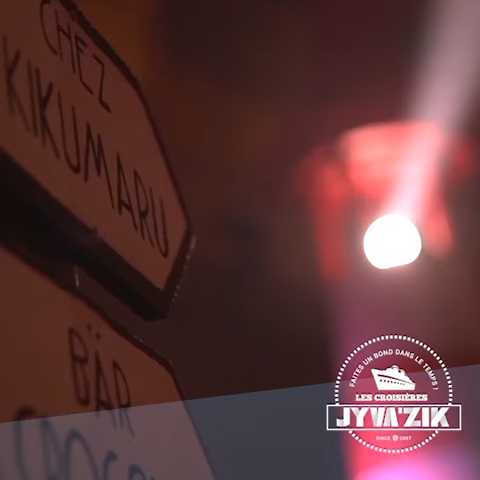 CHEZ
KIKUMARU
BÄR
FAITES UN BOND DANS LE TEMPS !
LES CROISIÈRES
JYVA'ZIK
SINCE 2007